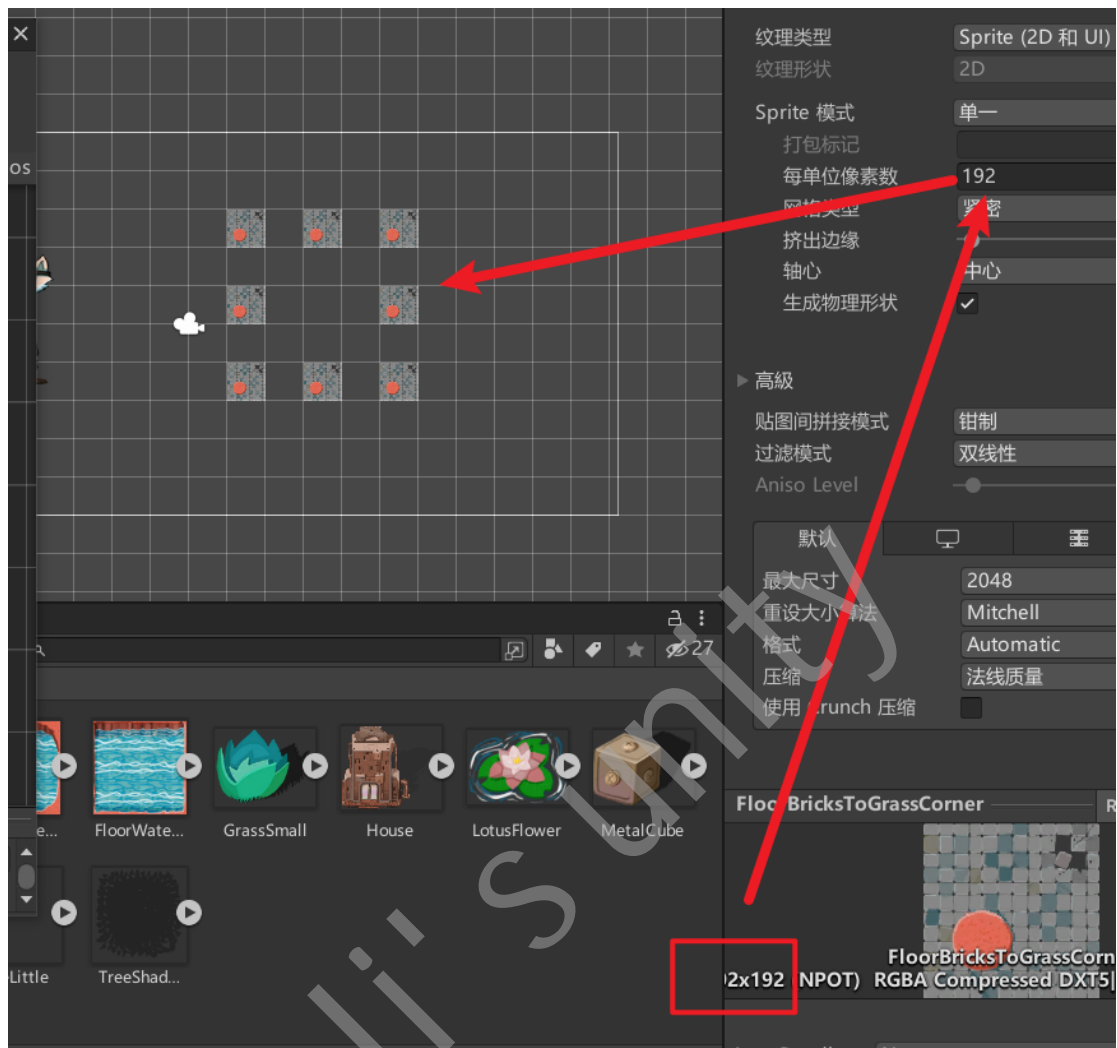 os
纹理类型 Sprite (2D 和 UI)
纹理形状 2D
Sprite 模式 单一
打包标记
每单位像素数 192
网格类型 紧密
挤出边缘
轴心 中心
生成物理形状
高级
贴图间拼接模式 钳制
过滤模式 双线性
Aniso Level
默认
最大尺寸 2048
重设大小算法 Mitchell
格式 Automatic
压缩 法线质量
使用 Crunch 压缩
27
e...
FloorWate...
GrassSmall
House
LotusFlower
MetalCube
Little
TreeShad...
FloorBricksToGrassCorner R
FloorBricksToGrassCorn
2x192 (NPOT) RGBA Compressed DXT5|
li's unity